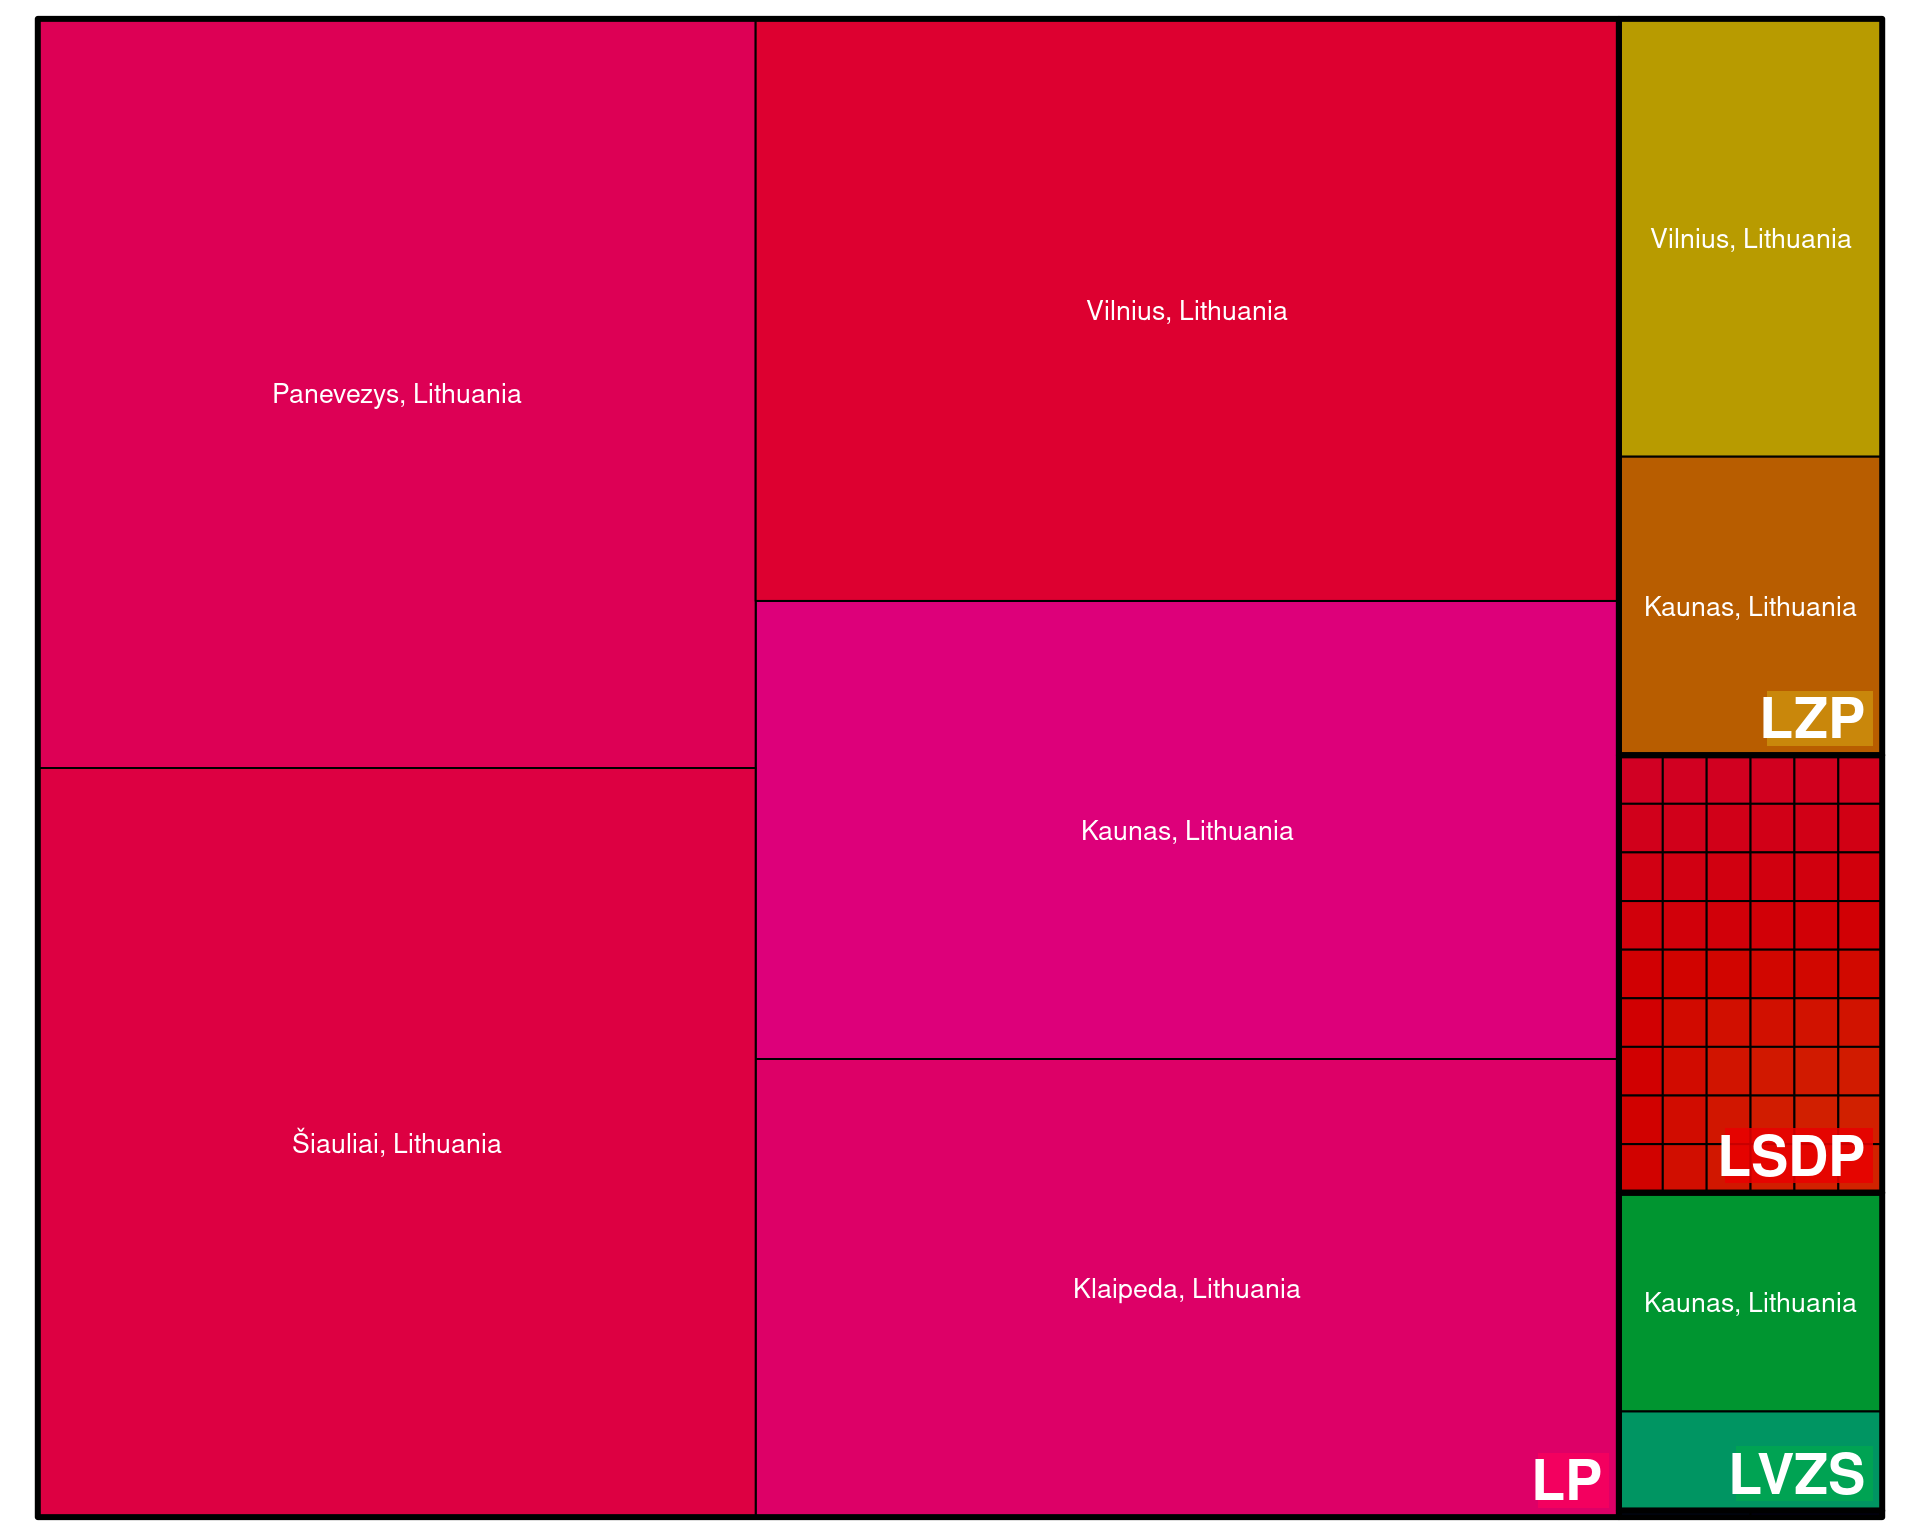 Panevezys, Lithuania
Šiauliai, Lithuania
Vilnius, Lithuania
Kaunas, Lithuania
Klaipeda, Lithuania
LP
Vilnius, Lithuania
Kaunas, Lithuania
LZP
LSDP
Kaunas, Lithuania
LVZS